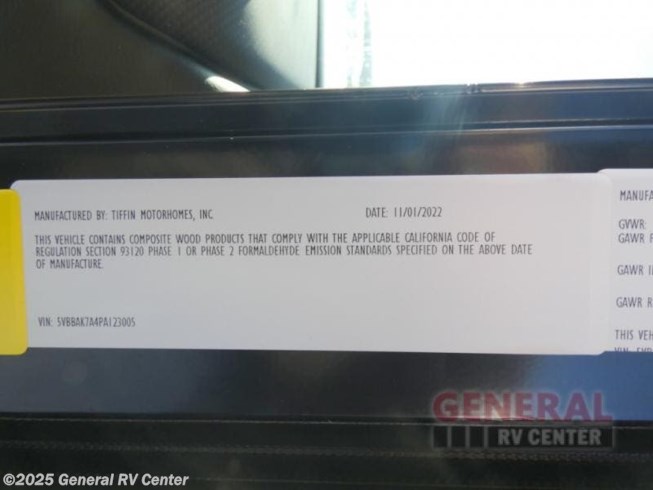 MANUFACTURED BY: TIFFIN MOTORHOMES, INC DATE: 11/01/2022
THIS VEHICLE CONTAINS COMPOSITE WOOD PRODUCTS THAT COMPLY WITH THE APPLICABLE CALIFORNIA CODE OF
REGULATION SECTION 93120 PHASE 1 OR PHASE 2 FORMALDEHYDE EMISSION STANDARDS SPECIFIED ON THE ABOVE DATE
OF MANUFACTURE.
VIN: 5VBBAK7A4PA123005
MANUFA
GVWR:
GAWR F
GAWR I
GAWR R
THIS VEH
GENERAL
RV CENTER
©2025 General RV Center